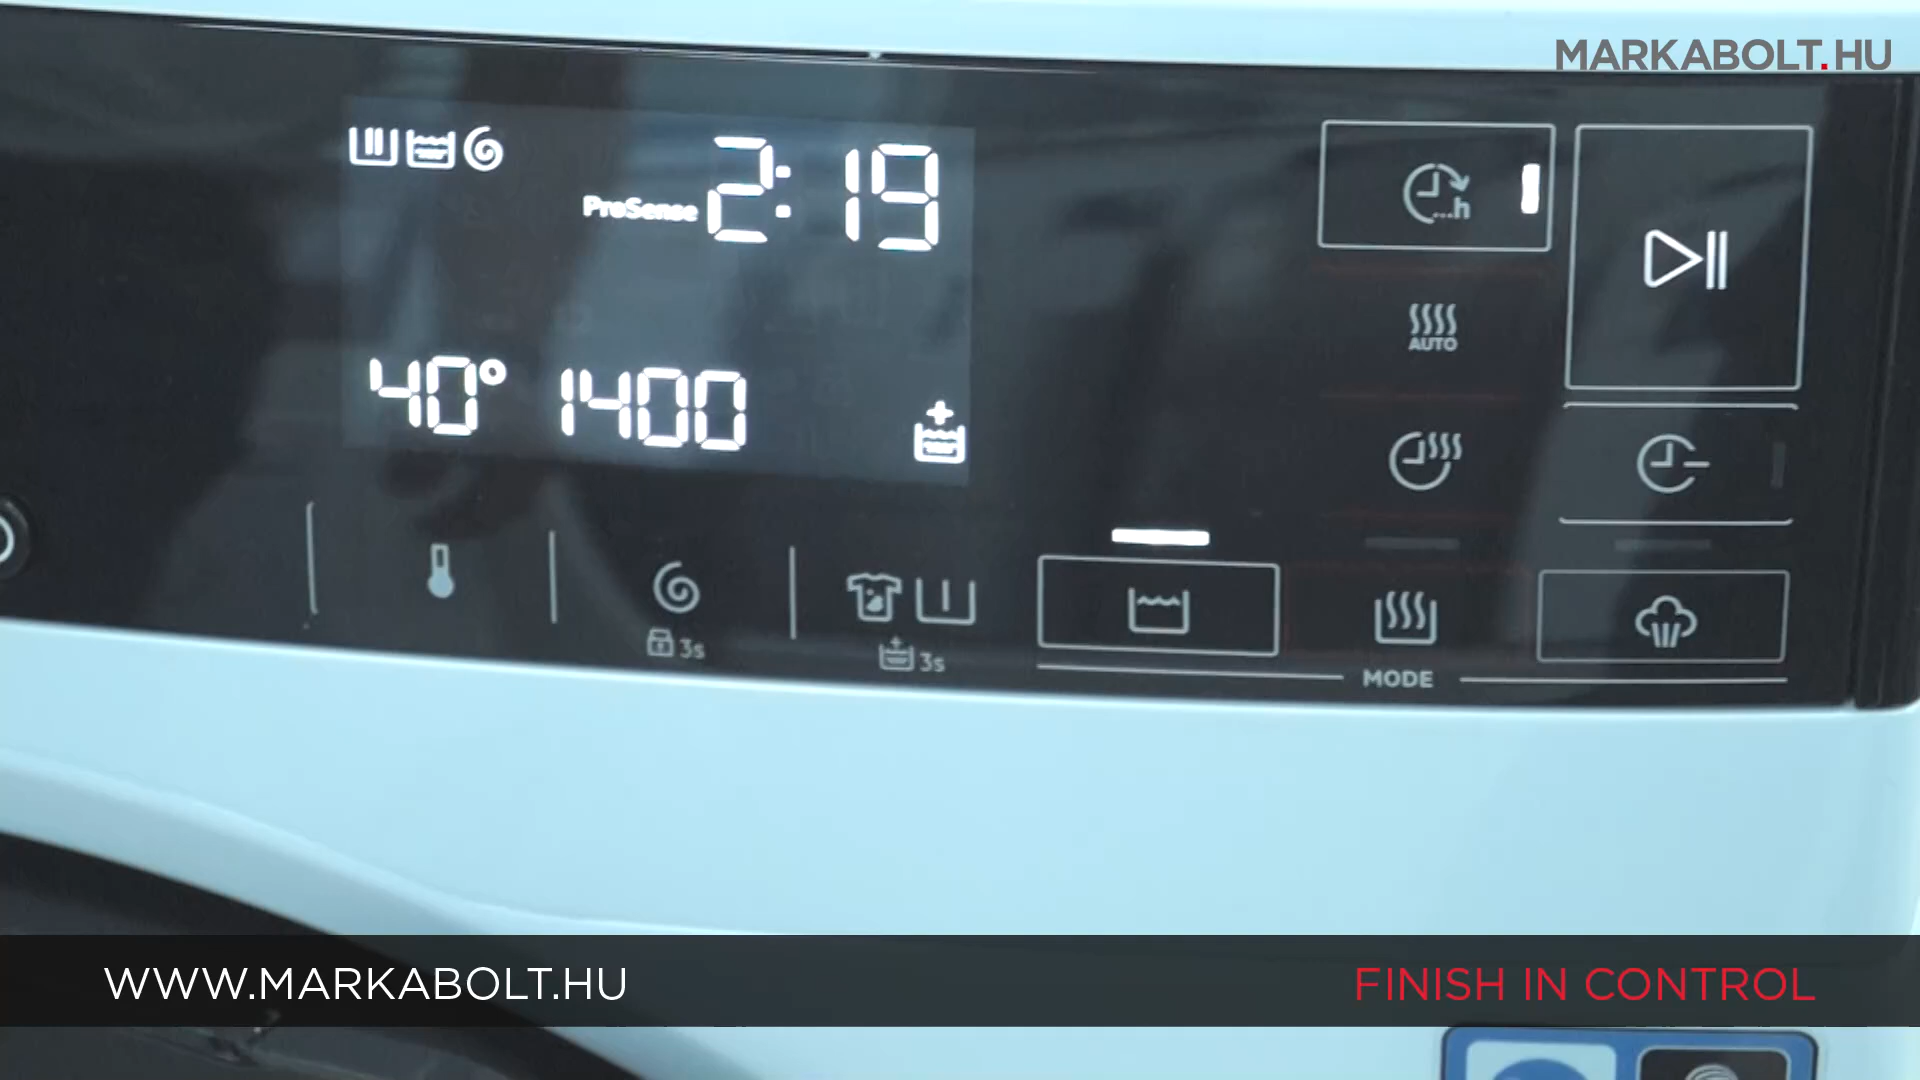 MARKABOLT.HU
2:19
ProSense
...h
AUTO
40° 1400
3s
3s
MODE
WWW.MARKABOLT.HU
FINISH IN CONTROL